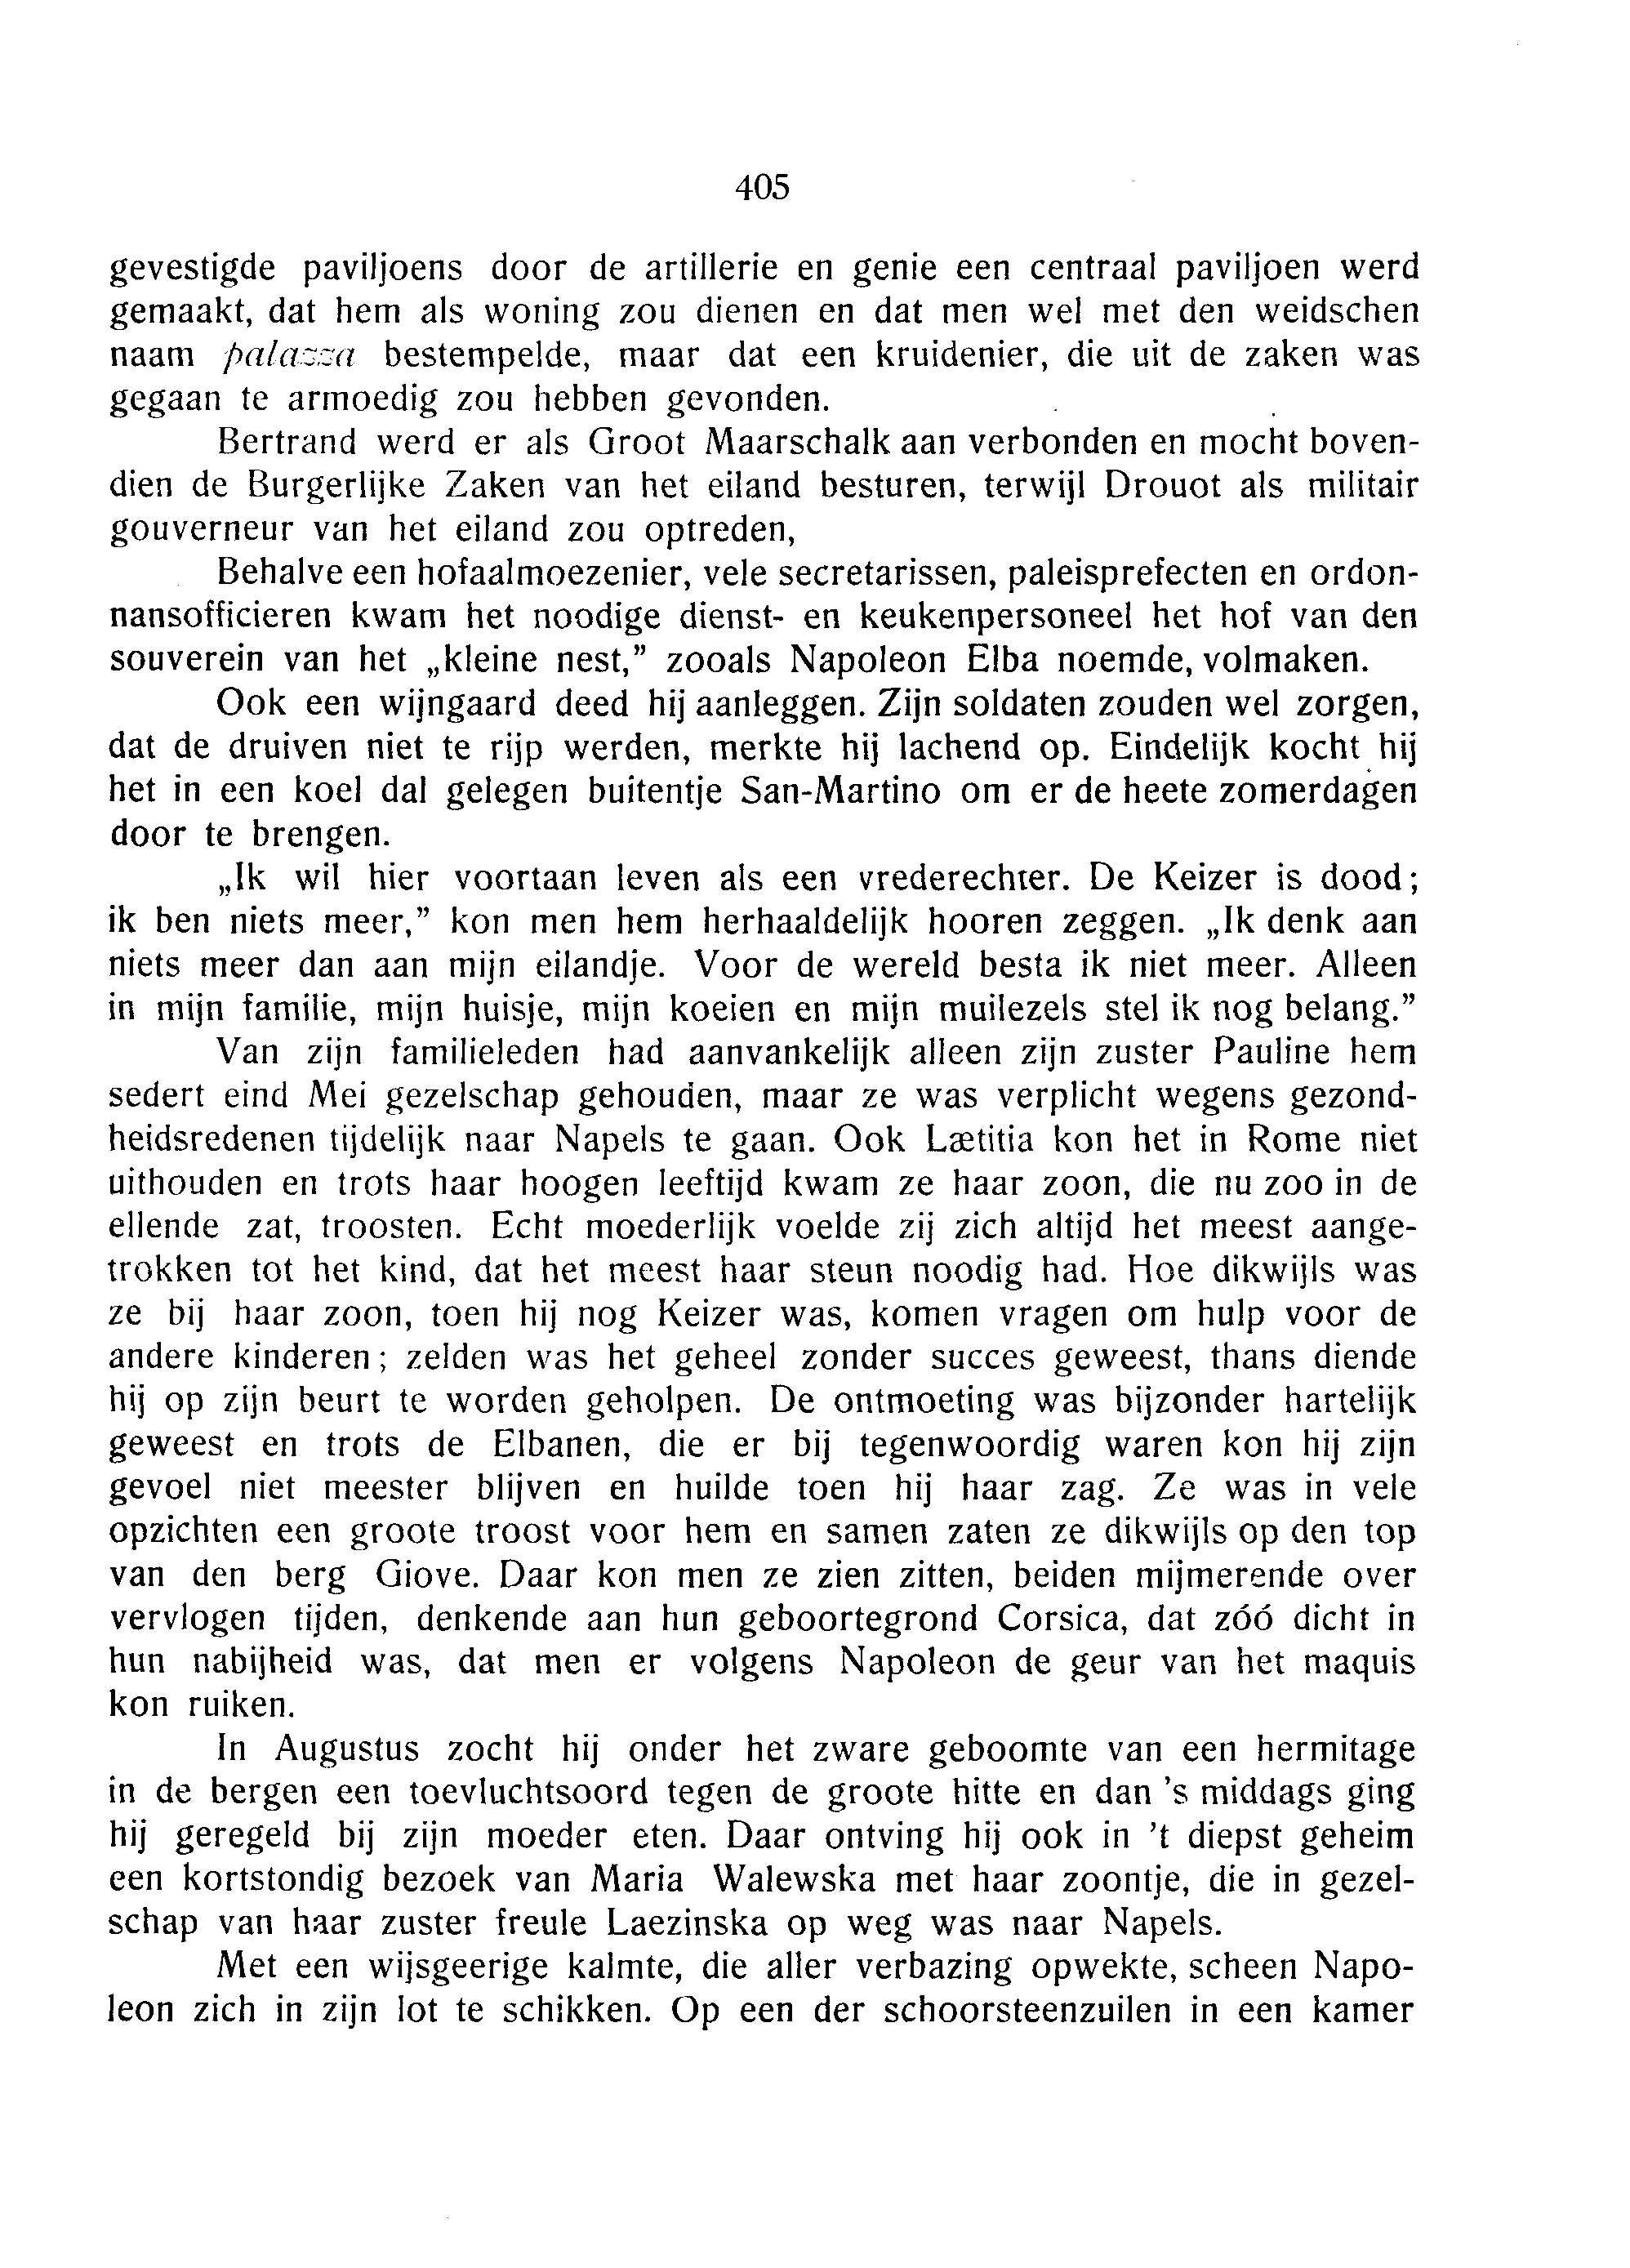 405
gevestigde paviljoens door de artillerie en genie een centraal paviljoen werd
gemaakt, dat hem als woning zou dienen en dat men wel met den weidschen
naam palazza bestempelde, maar dat een kruidenier, die uit de zaken was
gegaan te armoedig zou hebben gevonden.
Bertrand werd er als Groot Maarschalk aan verbonden en mocht boven-
dien de Burgerlijke Zaken van het eiland besturen, terwijl Drouot als militair
gouverneur van het eiland zou optreden,
Behalve een hofaalmoezenier, vele secretarissen, paleisprefecten en ordon-
nansofficieren kwam het noodige dienst- en keukenpersoneel het hof van den
souverein van het „kleine nest,” zooals Napoleon Elba noemde, volmaken.
Ook een wijngaard deed hij aanleggen. Zijn soldaten zouden wel zorgen,
dat de druiven niet te rijp werden, merkte hij lachend op. Eindelijk kocht hij
het in een koel dal gelegen buitentje San-Martino om er de heete zomerdagen
door te brengen.
„Ik wil hier voortaan leven als een vrederechter. De Keizer is dood;
ik ben niets meer,” kon men hem herhaaldelijk hooren zeggen. „Ik denk aan
niets meer dan aan mijn eilandje. Voor de wereld besta ik niet meer. Alleen
in mijn familie, mijn huisje, mijn koeien en mijn muilezels stel ik nog belang.”
Van zijn familieleden had aanvankelijk alleen zijn zuster Pauline hem
sedert eind Mei gezelschap gehouden, maar ze was verplicht wegens gezond-
heidsredenen tijdelijk naar Napels te gaan. Ook Lætitia kon het in Rome niet
uithouden en trots haar hoogen leeftijd kwam ze haar zoon, die nu zoo in de
ellende zat, troosten. Echt moederlijk voelde zij zich altijd het meest aange-
trokken tot het kind, dat het meest haar steun noodig had. Hoe dikwijls was
ze bij haar zoon, toen hij nog Keizer was, komen vragen om hulp voor de
andere kinderen; zelden was het geheel zonder succes geweest, thans diende
hij op zijn beurt te worden geholpen. De ontmoeting was bijzonder hartelijk
geweest en trots de Elbanen, die er bij tegenwoordig waren kon hij zijn
gevoel niet meester blijven en huilde toen hij haar zag. Ze was in vele
opzichten een groote troost voor hem en samen zaten ze dikwijls op den top
van den berg Giove. Daar kon men ze zien zitten, beiden mijmerende over
vervlogen tijden, denkende aan hun geboortegrond Corsica, dat zóó dicht in
hun nabijheid was, dat men er volgens Napoleon de geur van het maquis
kon ruiken.
In Augustus zocht hij onder het zware geboomte van een hermitage
in de bergen een toevluchtsoord tegen de groote hitte en dan 's middags ging
hij geregeld bij zijn moeder eten. Daar ontving hij ook in 't diepst geheim
een kortstondig bezoek van Maria Walewska met haar zoontje, die in gezel-
schap van haar zuster freule Laezinska op weg was naar Napels.
Met een wijsgeerige kalmte, die aller verbazing opwekte, scheen Napo-
leon zich in zijn lot te schikken. Op een der schoorsteenzuilen in een kamer